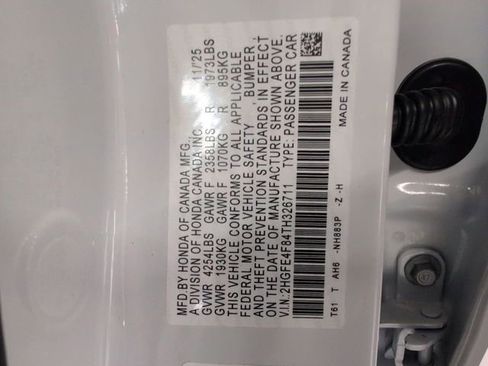 MFD.BY HONDA OF CANADA MFG.
A DIVISION OF HONDA CANADA INC. 11/'25
GVWR 4254LBS GAWR F 2358LBS R 1973LBS
GVWR 1930KG GAWR F 1070KG R 895KG
THIS VEHICLE CONFORMS TO ALL APPLICABLE
FEDERAL MOTOR VEHICLE SAFETY , BUMPER ,
AND THEFT PREVENTION STANDARDS IN EFFECT
ON THE DATE OF MANUFACTURE SHOWN ABOVE.
V.I.N:2HGFE4F84TH326711 TYPE: PASSENGER CAR
T61 T AH6 -NH883P -Z -H
MADE IN CANADA